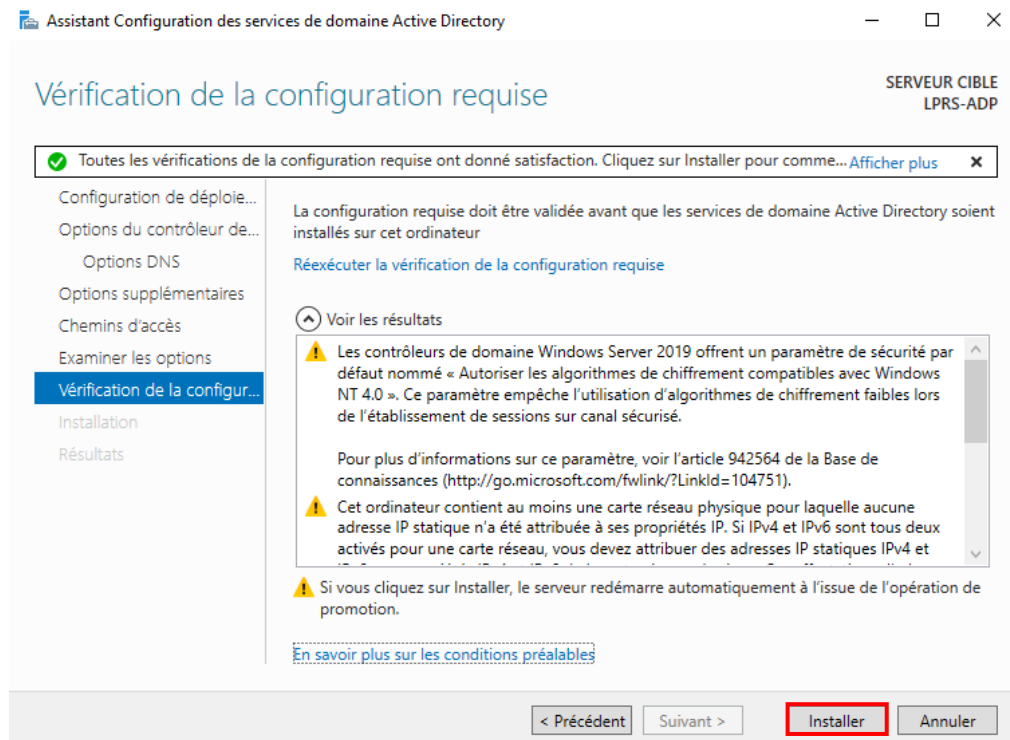 Assistant Configuration des services de domaine Active Directory
Vérification de la configuration requise
SERVEUR CIBLE
LPRS-ADP
Toutes les vérifications de la configuration requise ont donné satisfaction. Cliquez sur Installer pour comme... Afficher plus
Configuration de déploie...
Options du contrôleur de...
Options DNS
Options supplémentaires
Chemins d'accès
Examiner les options
Vérification de la configur...
Installation
Résultats
La configuration requise doit être validée avant que les services de domaine Active Directory soient
installés sur cet ordinateur
Réexécuter la vérification de la configuration requise
Voir les résultats
Les contrôleurs de domaine Windows Server 2019 offrent un paramètre de sécurité par
défaut nommé « Autoriser les algorithmes de chiffrement compatibles avec Windows
NT 4.0 ». Ce paramètre empêche l'utilisation d'algorithmes de chiffrement faibles lors
de l'établissement de sessions sur canal sécurisé.
Pour plus d'informations sur ce paramètre, voir l'article 942564 de la Base de
connaissances (http://go.microsoft.com/fwlink/?LinkId=104751).
Cet ordinateur contient au moins une carte réseau physique pour laquelle aucune
adresse IP statique n'a été attribuée à ses propriétés IP. Si IPv4 et IPv6 sont tous deux
activés pour une carte réseau, vous devez attribuer des adresses IP statiques IPv4 et
Si vous cliquez sur Installer, le serveur redémarre automatiquement à l'issue de l'opération de
promotion.
En savoir plus sur les conditions préalables
< Précédent
Suivant >
Installer
Annuler